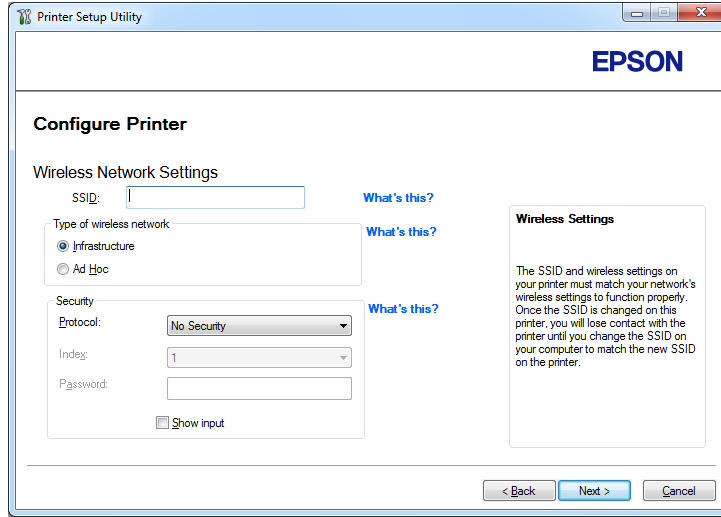 Printer Setup Utility
EPSON
Configure Printer
Wireless Network Settings
SSID:
What's this?
Type of wireless network
What's this?
Infrastructure
Ad Hoc
Security
What's this?
Protocol:
No Security
Index:
1
Password:
Show input
Wireless Settings
The SSID and wireless settings on
your printer must match your network's
wireless settings to function properly.
Once the SSID is changed on this
printer, you will lose contact with the
printer until you change the SSID on
your computer to match the new SSID
on the printer.
< Back
Next >
Cancel